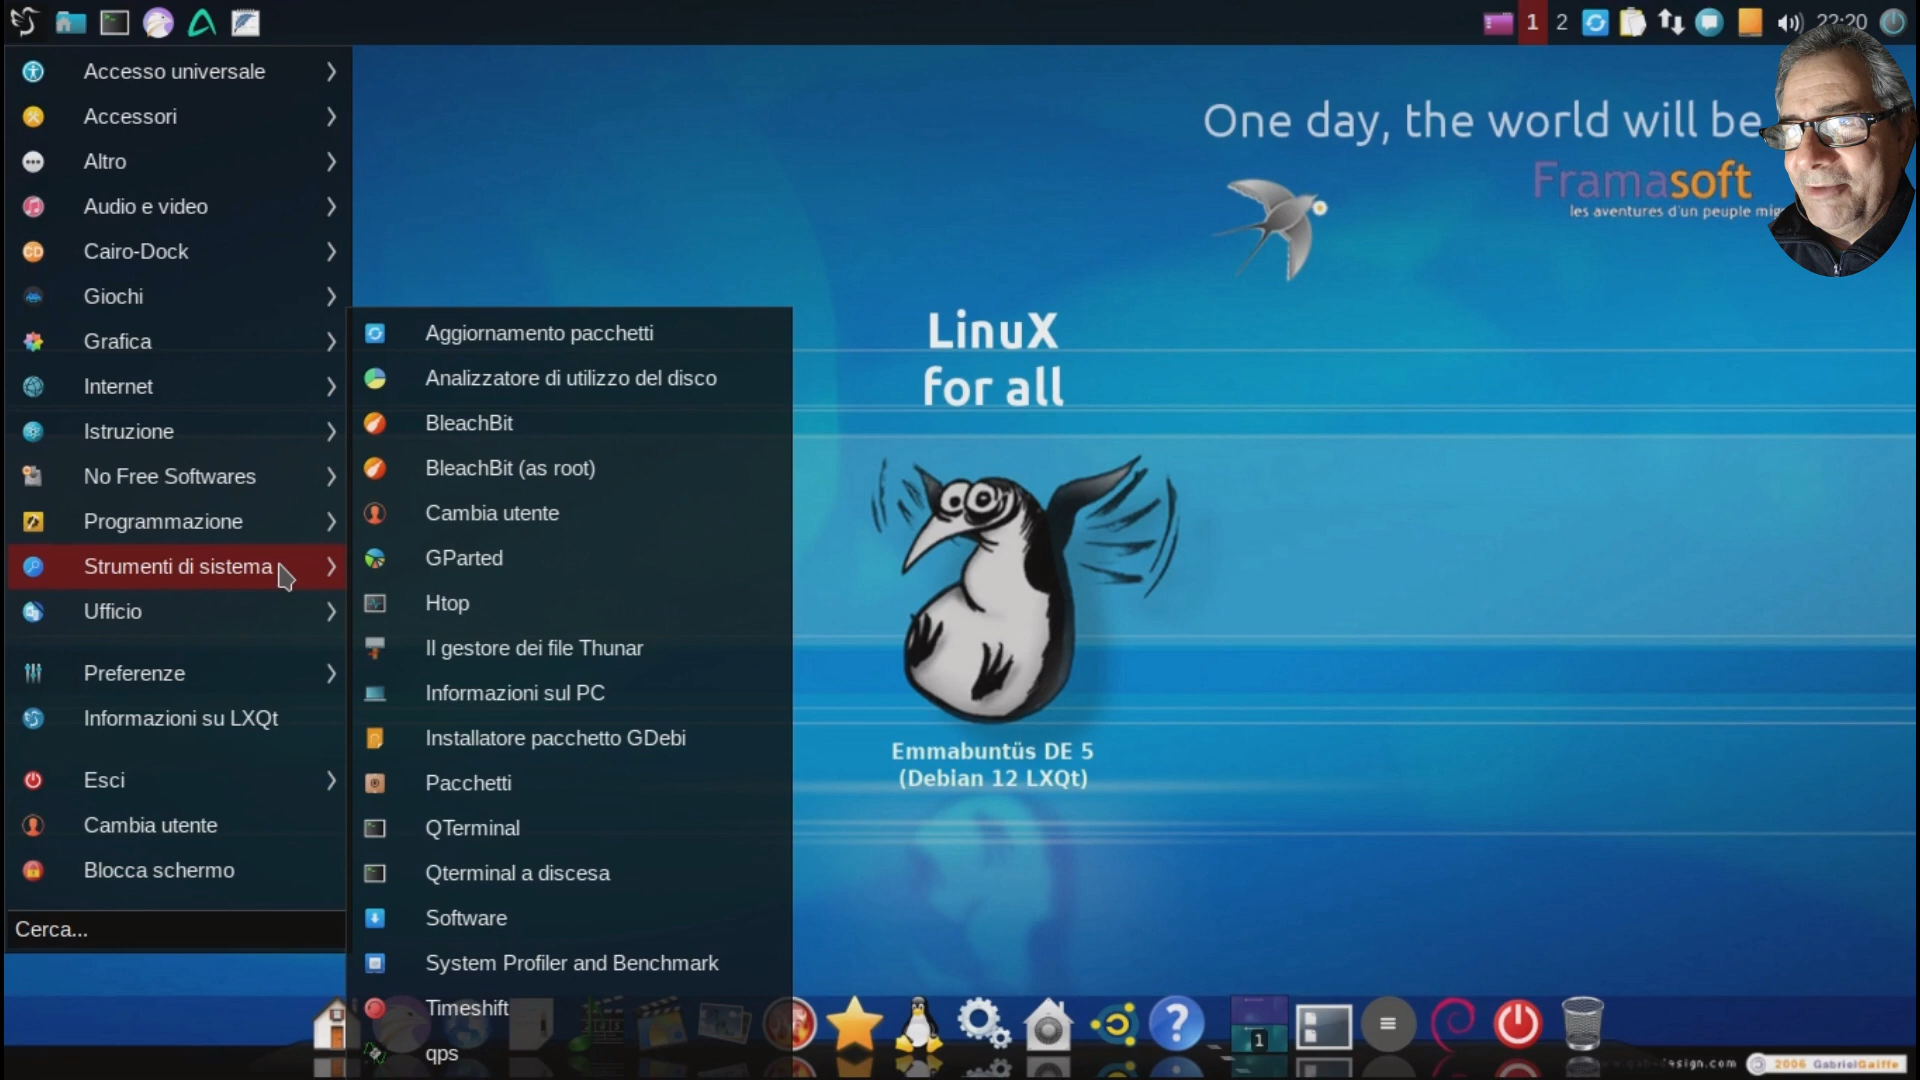 1 2 22:20
Accesso universale
Accessori
Altro
Audio e video
Cairo-Dock
Giochi
Grafica
Internet
Istruzione
No Free Softwares
Programmazione
Strumenti di sistema
Ufficio
Preferenze
Informazioni su LXQt
Esci
Cambia utente
Blocca schermo
Cerca...
Aggiornamento pacchetti
Analizzatore di utilizzo del disco
BleachBit
BleachBit (as root)
Cambia utente
GParted
Htop
Il gestore dei file Thunar
Informazioni sul PC
Installatore pacchetto GDebi
Pacchetti
QTerminal
Qterminal a discesa
Software
System Profiler and Benchmark
Timeshift
qps
One day, the world will be
Framasoft
les aventures d'un peuple
LinuX
for all
Emmabuntüs DE 5
(Debian 12 LXQt)
1
2006 GabrielGaiffe